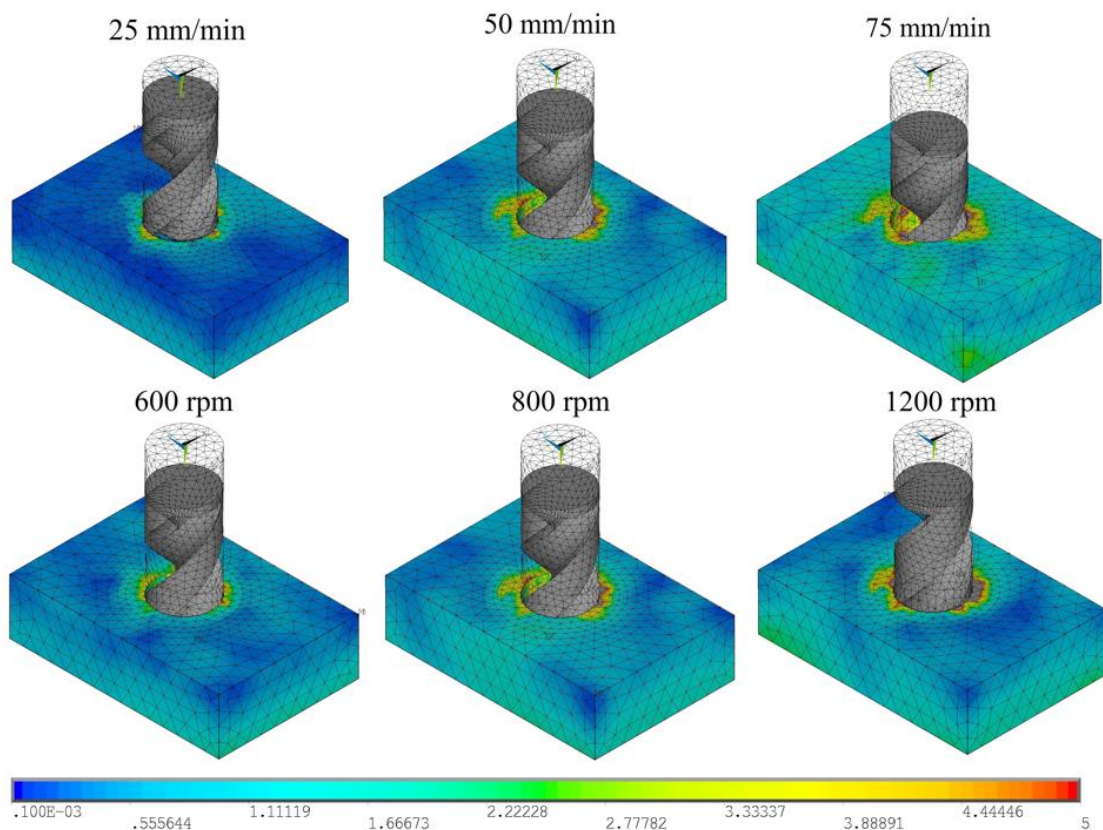 25 mm/min 50 mm/min 75 mm/min
600 rpm 800 rpm 1200 rpm
.100E-03 1.11119 2.22228 3.33337 4.44446 5
.555644 1.66673 2.77782 3.88891